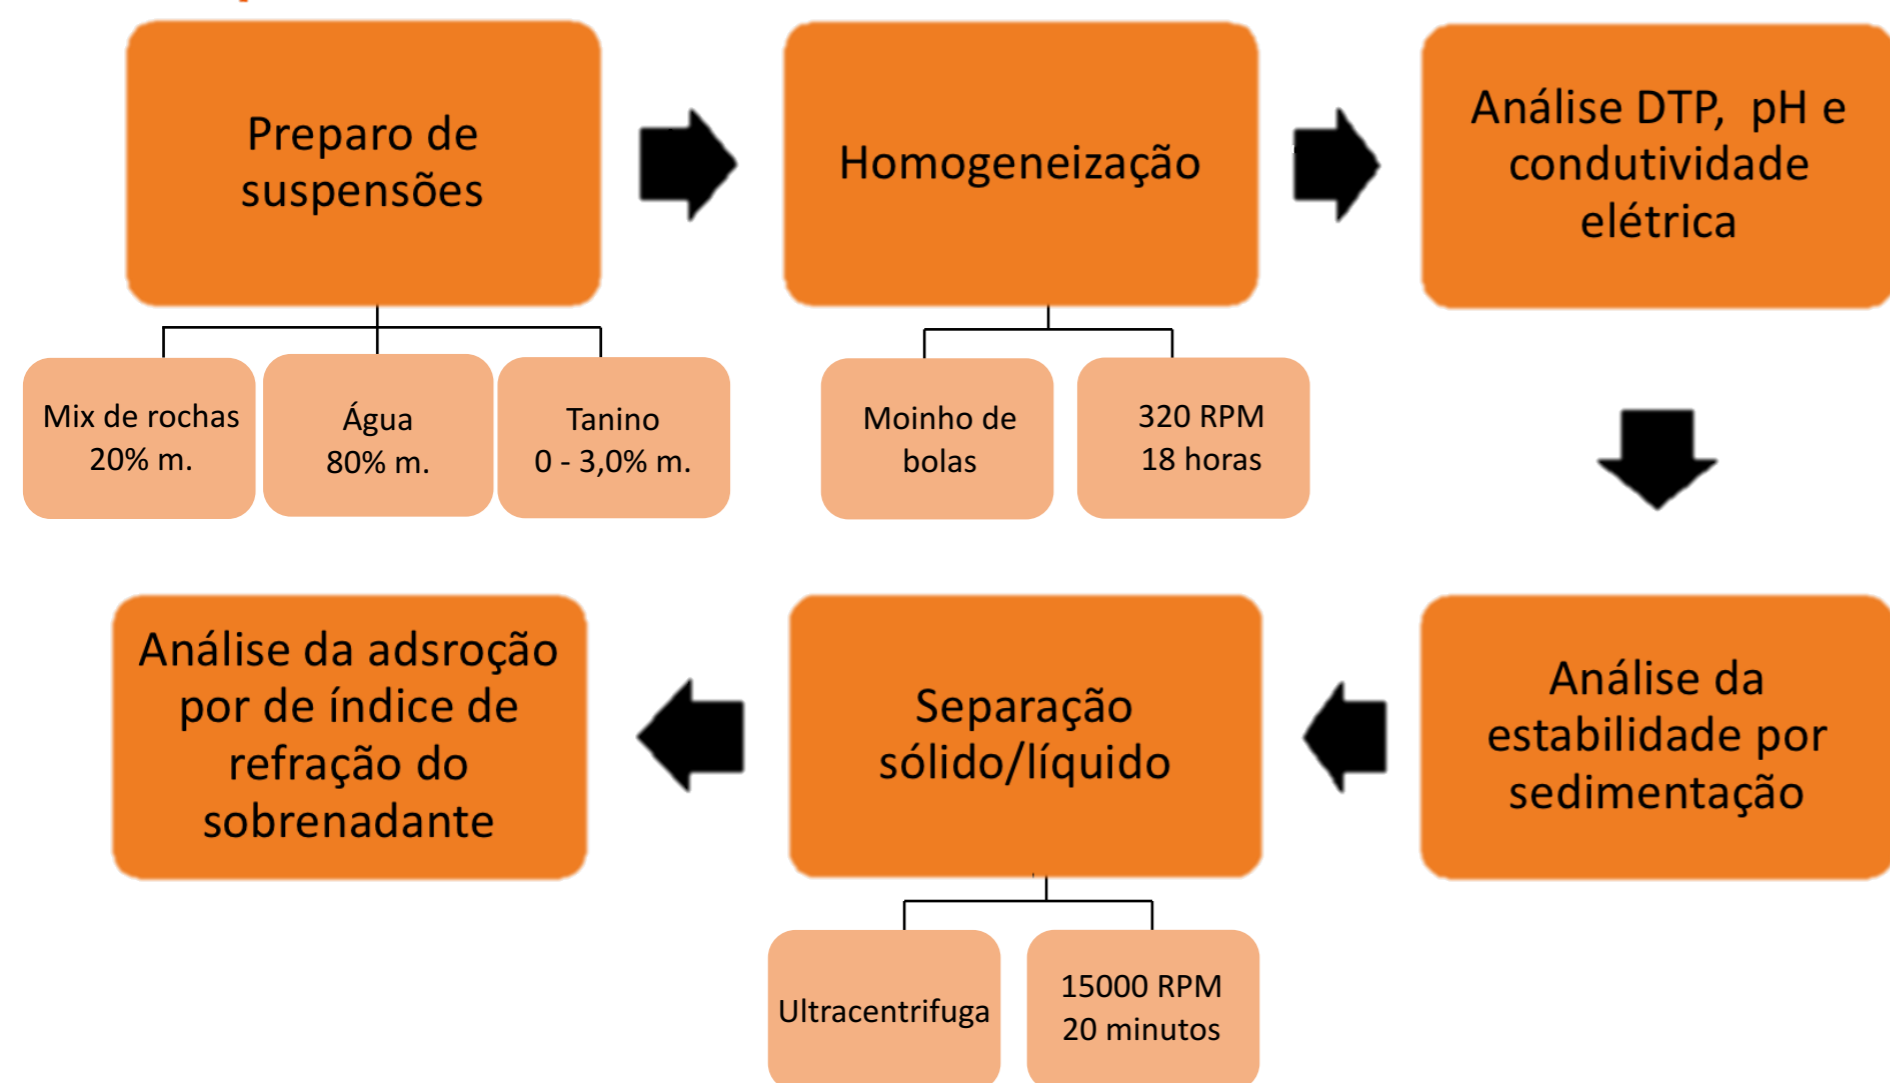 Preparo de
suspensões
Homogeneização
Análise DTP, pH e
condutividade
elétrica
Mix de rochas
20% m.
Água
80% m.
Tanino
0 - 3,0% m.
Moinho de
bolas
320 RPM
18 horas
Análise da
estabilidade por
sedimentação
Separação
sólido/líquido
Análise da adsroção
por de índice de
refração do
sobrenadante
Ultracentrifuga
15000 RPM
20 minutos